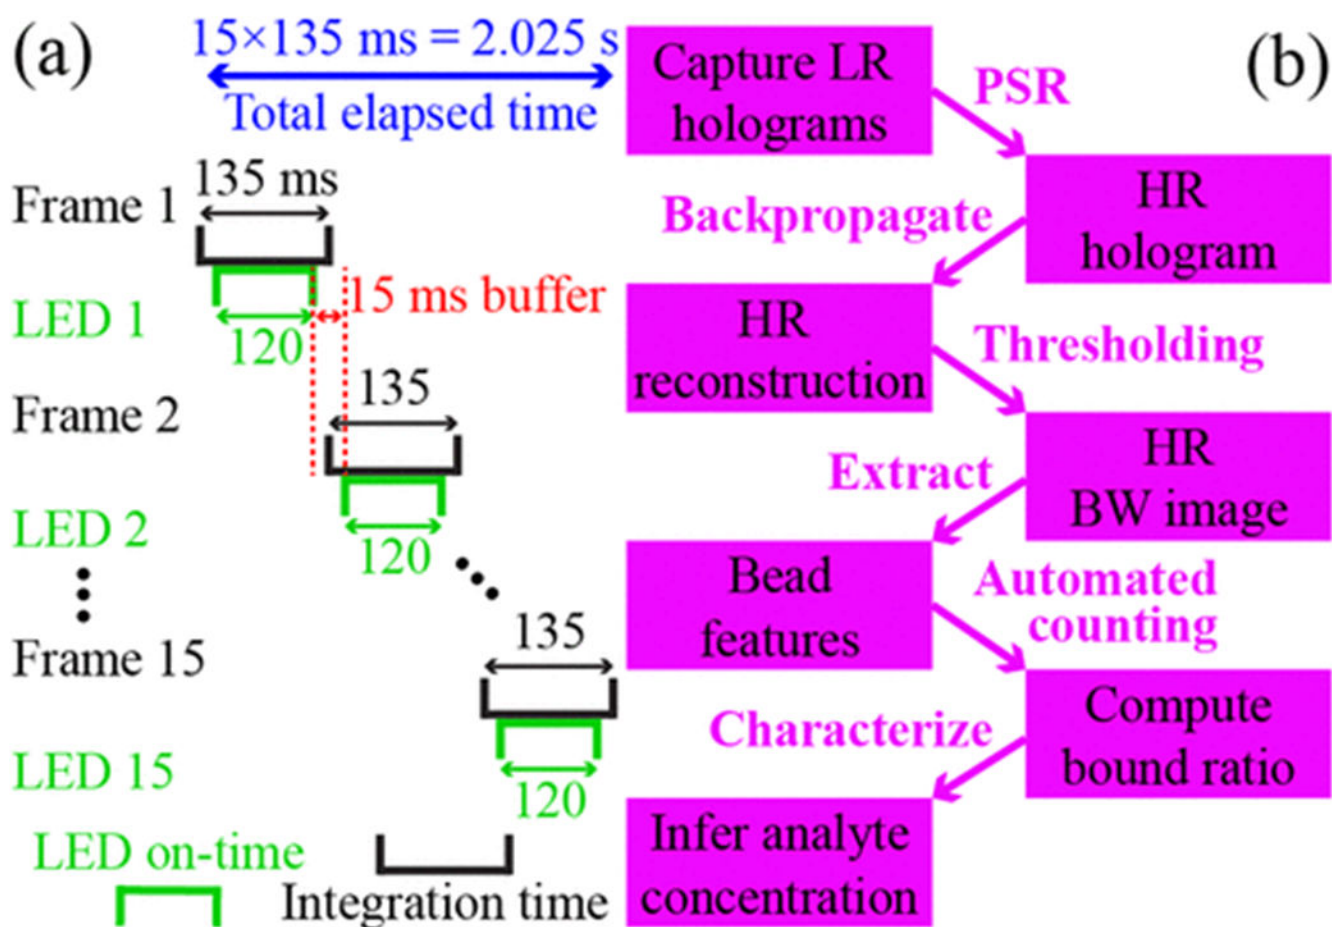 (a)
15×135 ms = 2.025 s
Total elapsed time
135 ms
Frame 1
LED 1
120
15 ms buffer
135
Frame 2
LED 2
120
135
Frame 15
LED 15
120
LED on-time
Integration time
(b)
Capture LR
holograms
PSR
HR
hologram
Backpropagate
HR
reconstruction
Thresholding
HR
BW image
Extract
Bead
features
Automated
counting
Compute
bound ratio
Characterize
Infer analyte
concentration